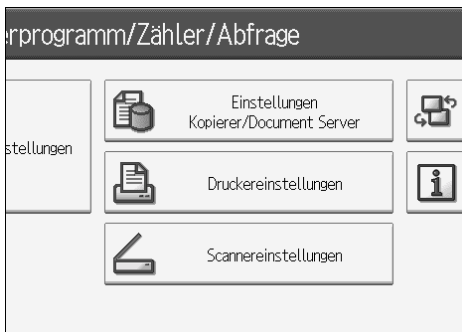 erprogramm/Zähler/Abfrage
Einstellungen
Kopierer/Document Server
stellungen
Druckereinstellungen
Scannereinstellungen